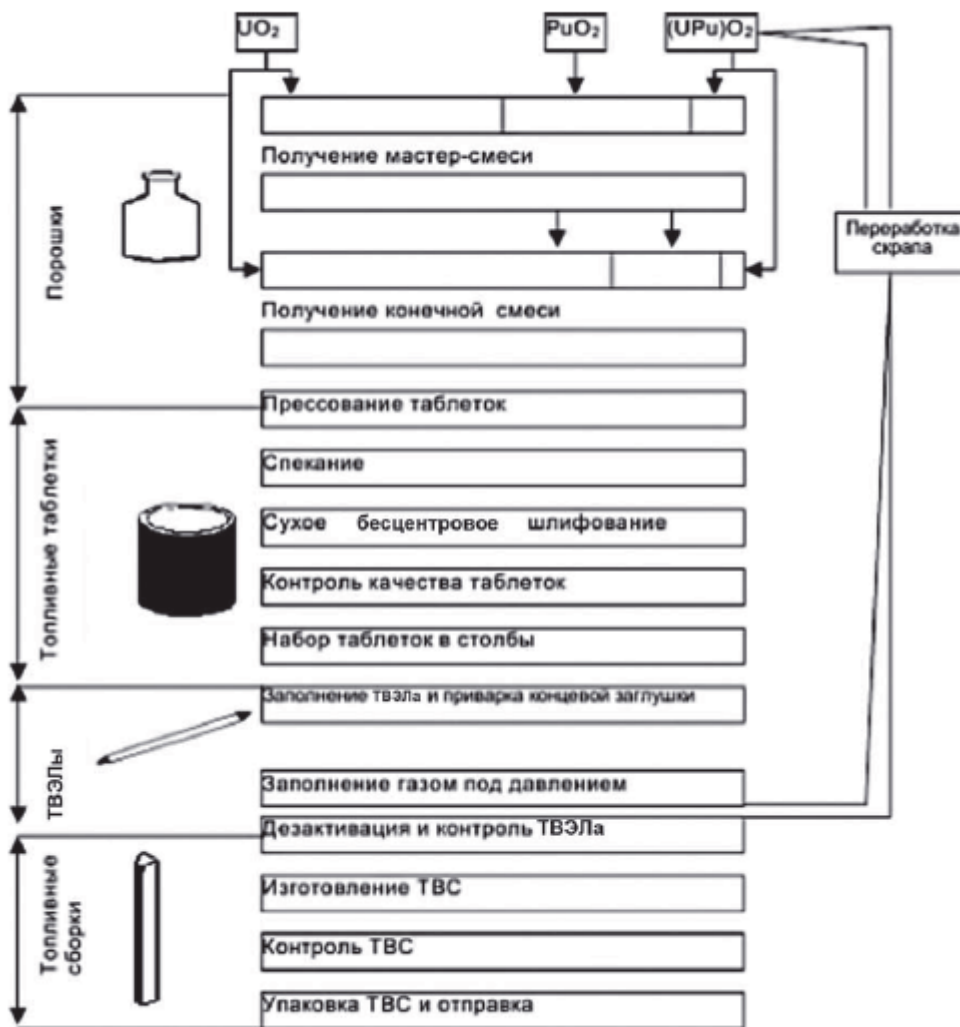 UO₂ PuO₂ (UPu)O₂
Получение мастер-смеси
Переработка
скрапа
Порошки
Получение конечной смеси
Прессование таблеток
Спекание
Сухое бесцентровое шлифование
Топливные таблетки
Контроль качества таблеток
Набор таблеток в столбы
Заполнение ТВЭЛа и приварка концевой заглушки
ТВЭЛы
Заполнение газом под давлением
Дезактивация и контроль ТВЭЛа
Изготовление ТВС
Топливные
сборки
Контроль ТВС
Упаковка ТВС и отправка